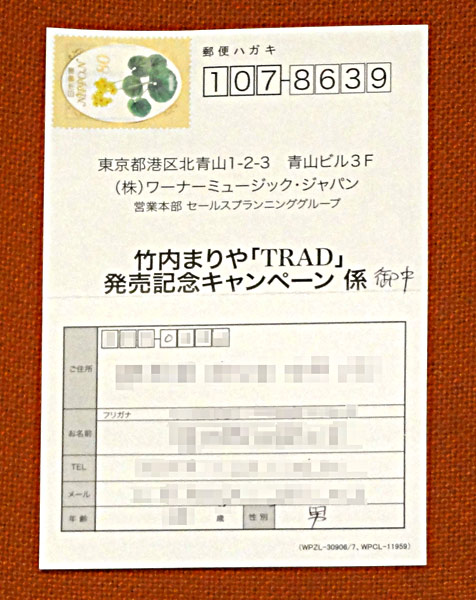 郵便ハガキ
107-8639
東京都港区北青山1-2-3 青山ビル3F
(株)ワーナーミュージック・ジャパン
営業本部 セールスプランニンググループ
竹内まりや「TRAD」
発売記念キャンペーン 係 御中
ご住所
フリガナ
お名前
TEL
メール
年齢 歳 性別 男
(WPZL-30906/7、WPCL-11959)